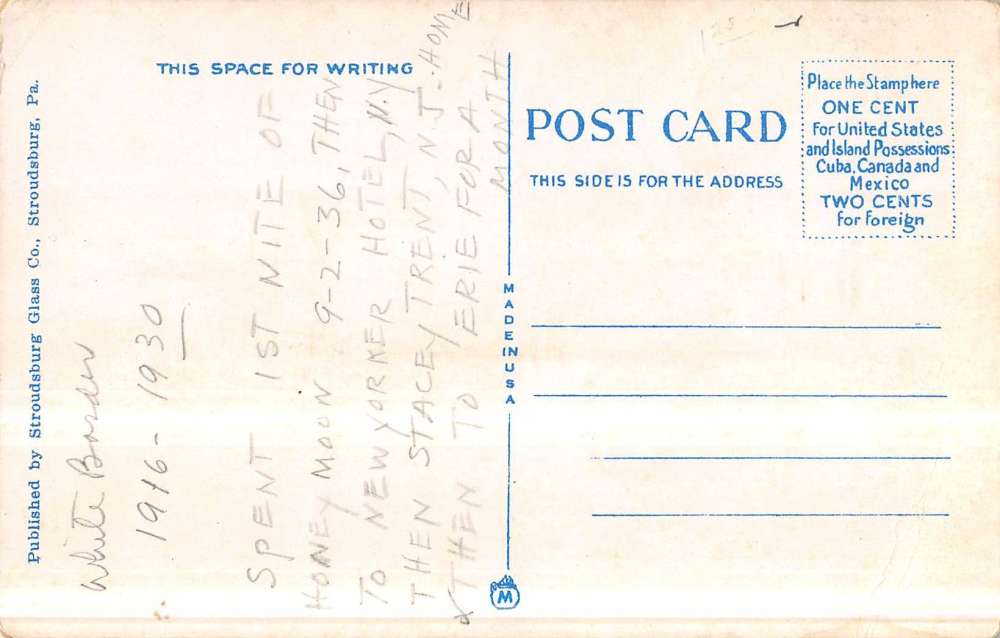 Published by Stroudsburg Glass Co., Stroudsburg, Pa.
White Border
1916-1930
THIS SPACE FOR WRITING
SPENT 1ST NITE OF
HONEYMOON 9-2-36, THEN
TO NEWYORKER HOTEL, N.Y
THEN STACEY TRENT, N.J-HOME
& THEN TO ERIE FOR A
MONTH
MADE IN USA
M
POST CARD
THIS SIDE IS FOR THE ADDRESS
Place the Stamp here
ONE CENT
For United States
and Island Possessions
Cuba, Canada and
Mexico
TWO CENTS
for foreign